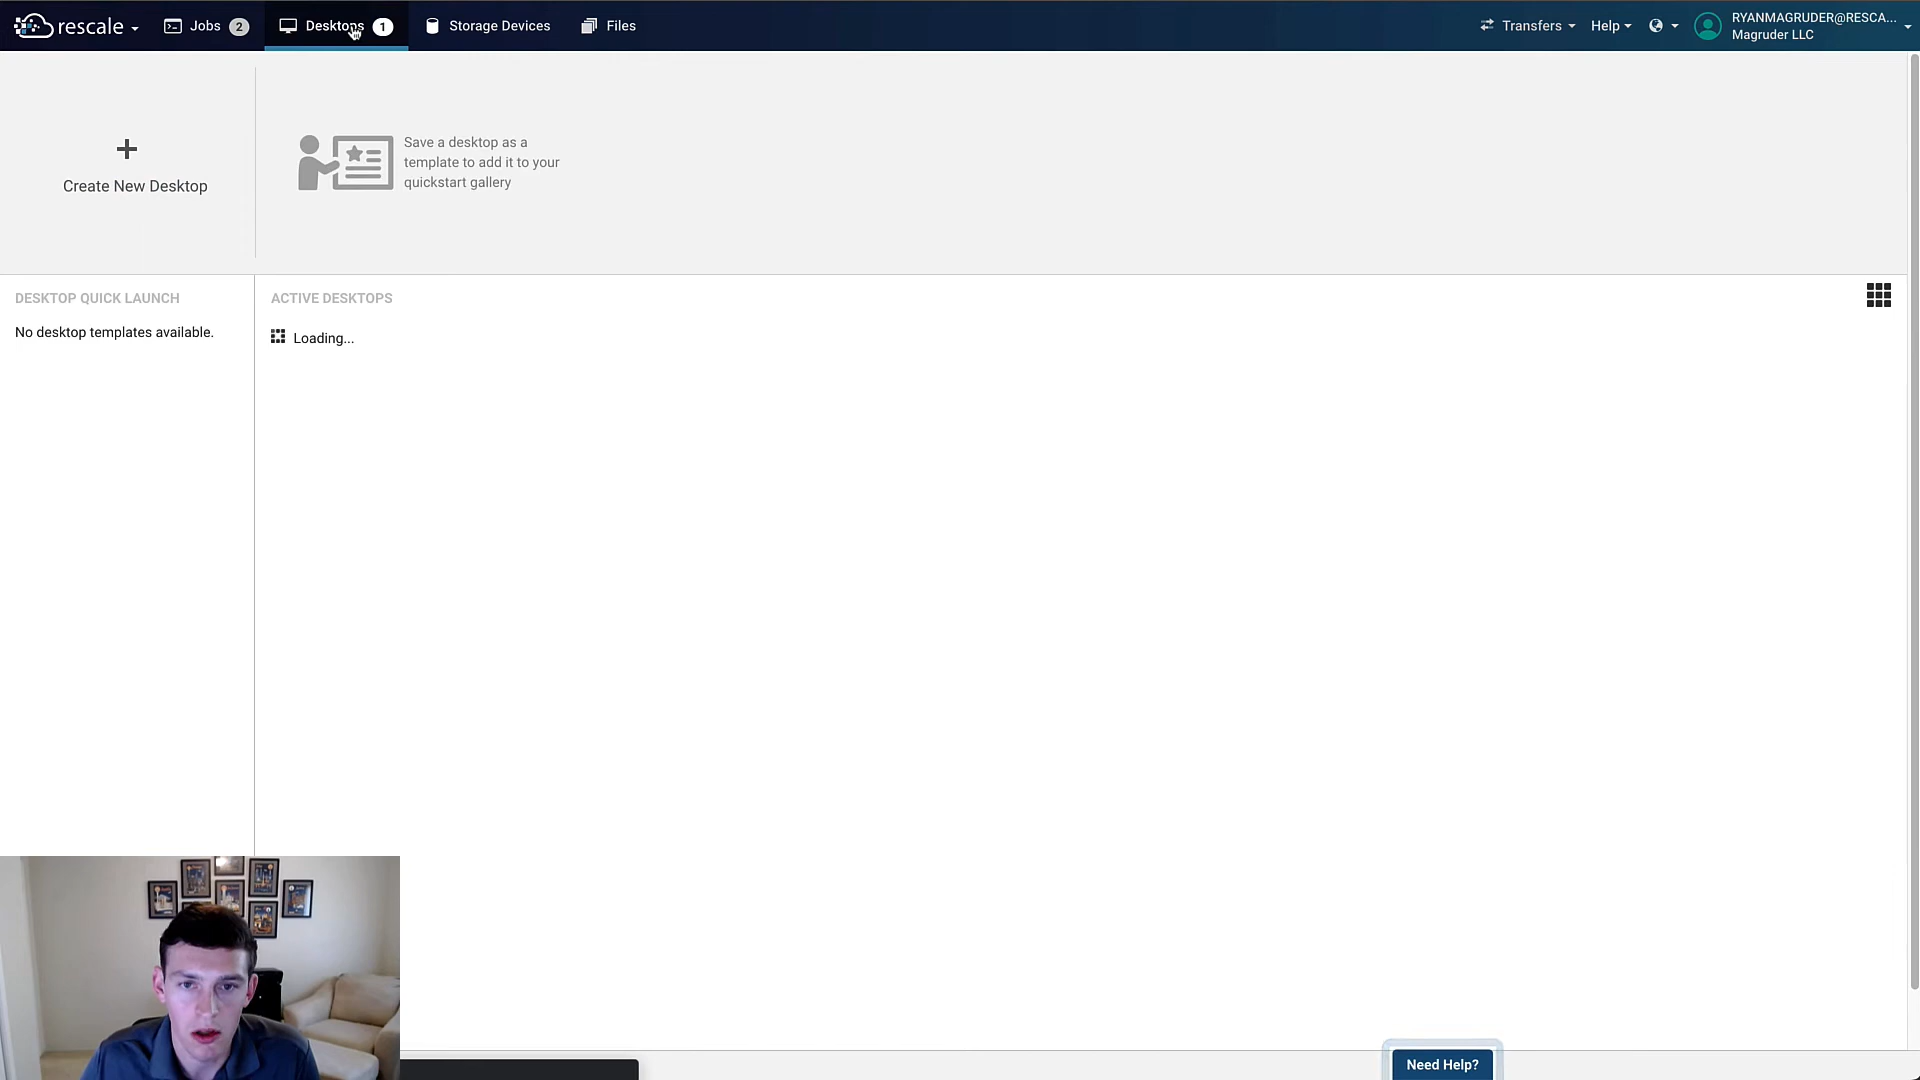 rescale
Jobs 2
Desktops 1
Storage Devices
Files
Transfers
Help
RYANMAGRUDER@RESCA...
Magruder LLC
Create New Desktop
Save a desktop as a
template to add it to your
quickstart gallery
DESKTOP QUICK LAUNCH
No desktop templates available.
ACTIVE DESKTOPS
Loading...
Need Help?